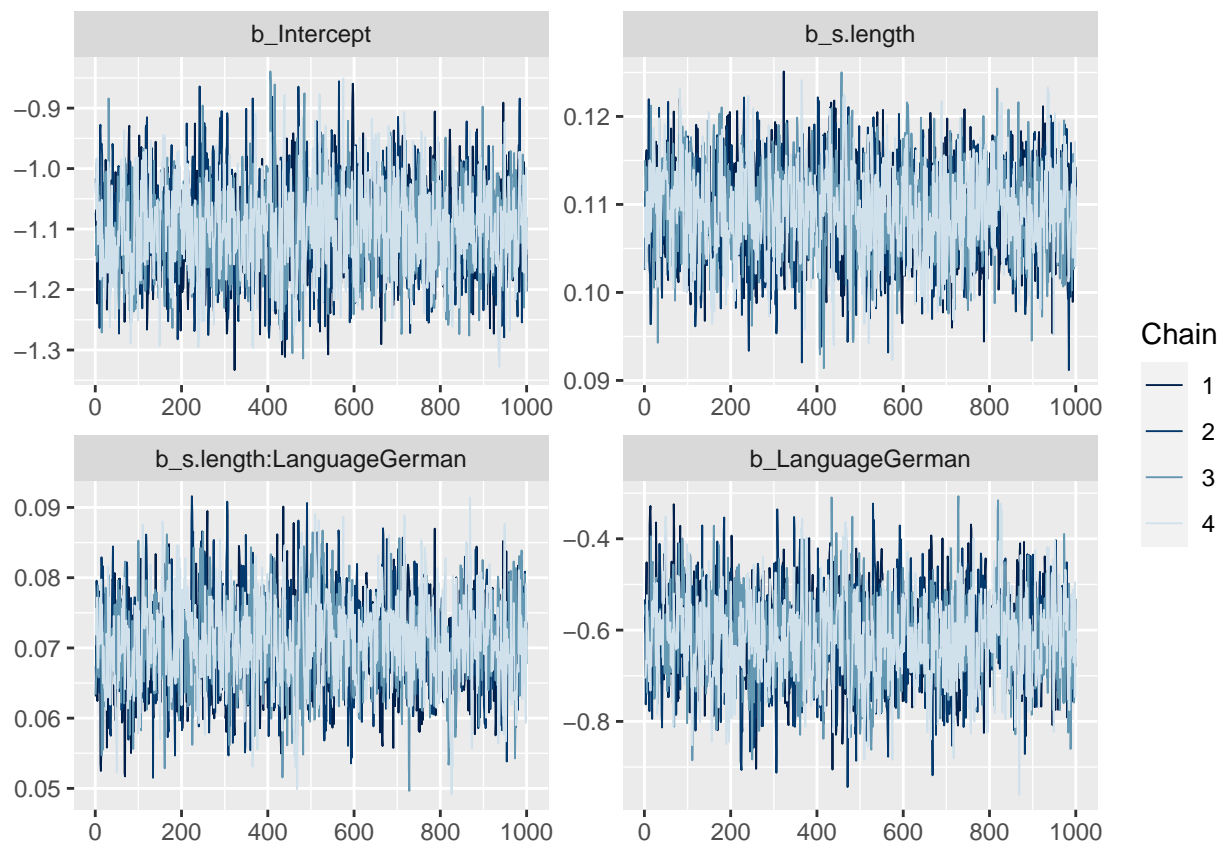 b_Intercept
b_s.length
−0.9
−1.0
−1.1
−1.2
−1.3
0.12
0.11
0.10
0.09
0 200 400 600 800 1000
0 200 400 600 800 1000
b_s.length:LanguageGerman
b_LanguageGerman
0.09
0.08
0.07
0.06
0.05
−0.4
−0.6
−0.8
0 200 400 600 800 1000
0 200 400 600 800 1000
Chain
1
2
3
4